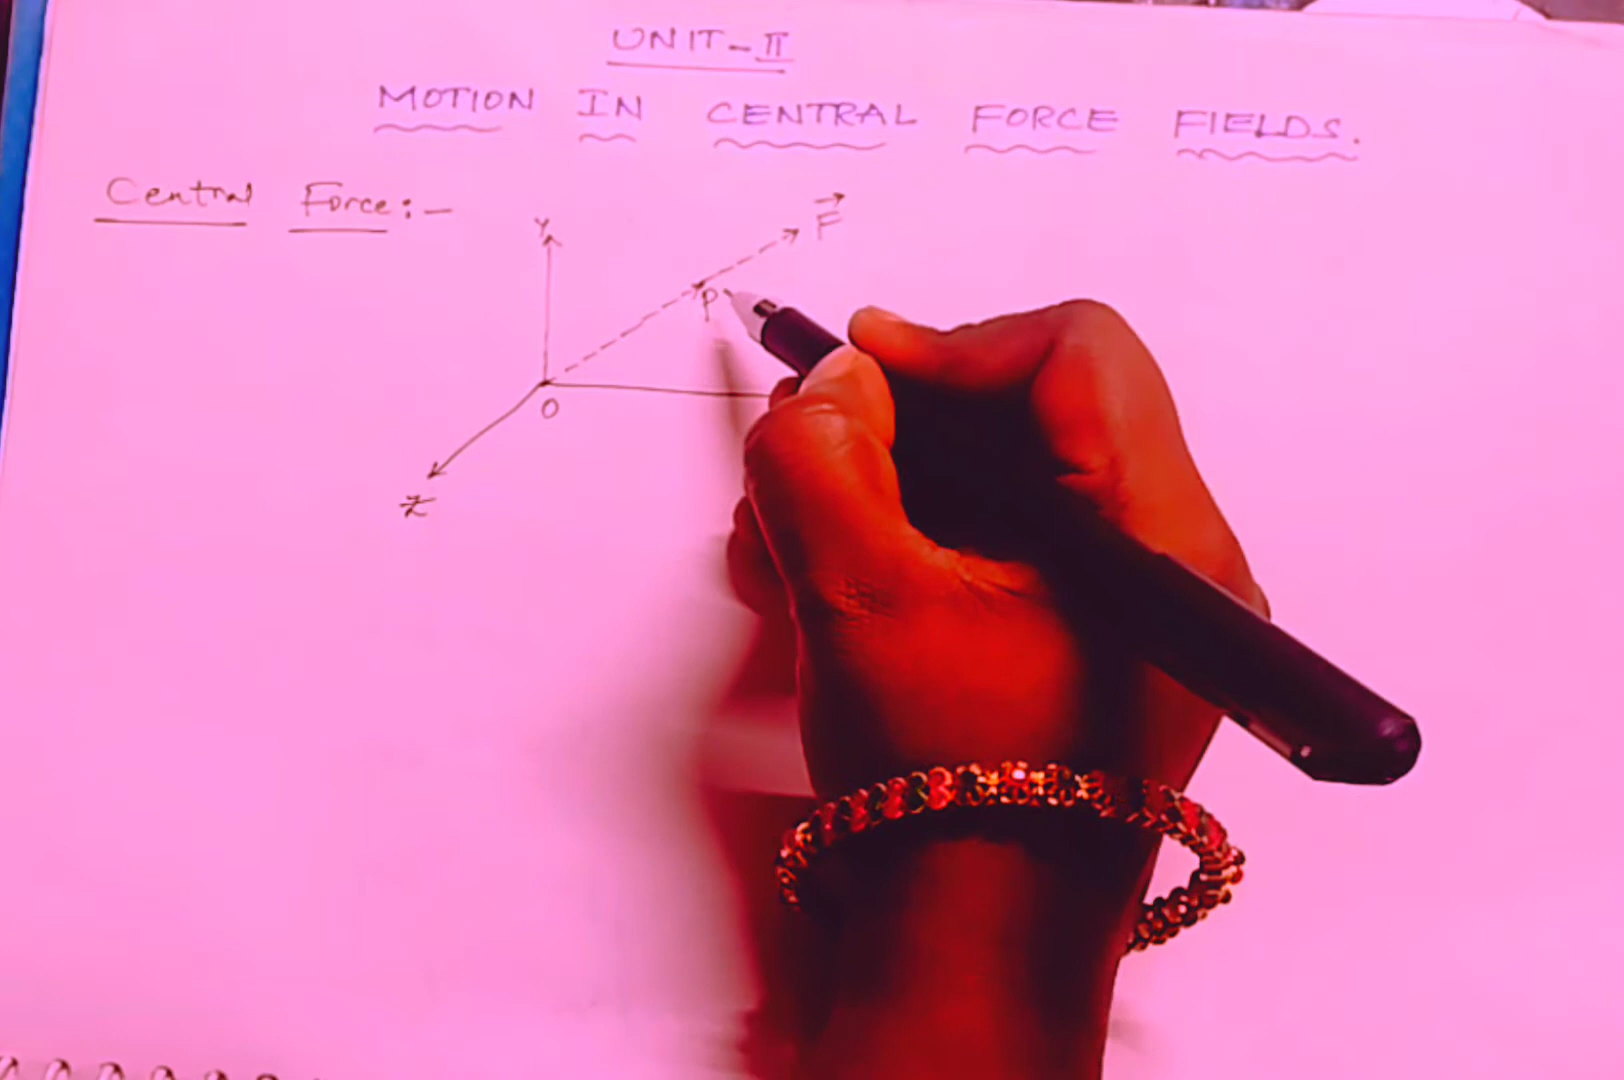 UNIT-II
MOTION IN CENTRAL FORCE FIELDS.
Central Force:-
Y
F
P
O
Z